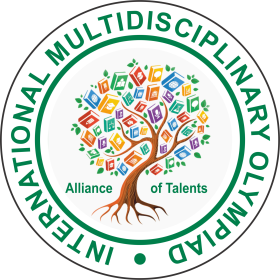 INTERNATIONAL MULTIDISCIPLINARY OLYMPIAD
Alliance of Talents